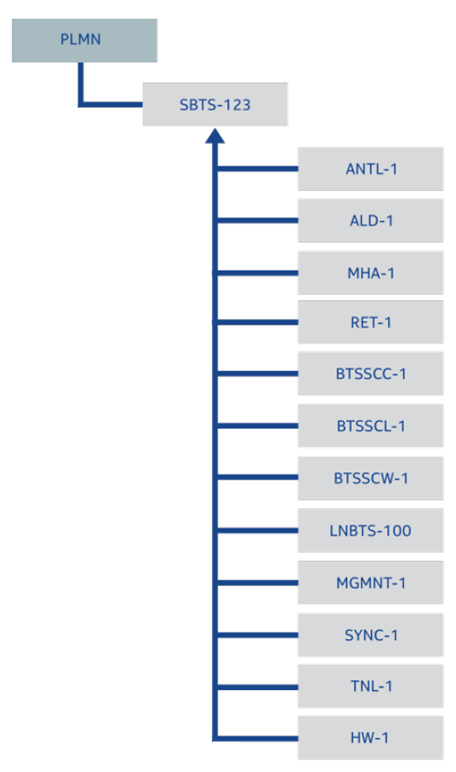 PLMN
SBTS-123
ANTL-1
ALD-1
MHA-1
RET-1
BTSSCC-1
BTSSCL-1
BTSSCW-1
LNBTS-100
MGMNT-1
SYNC-1
TNL-1
HW-1